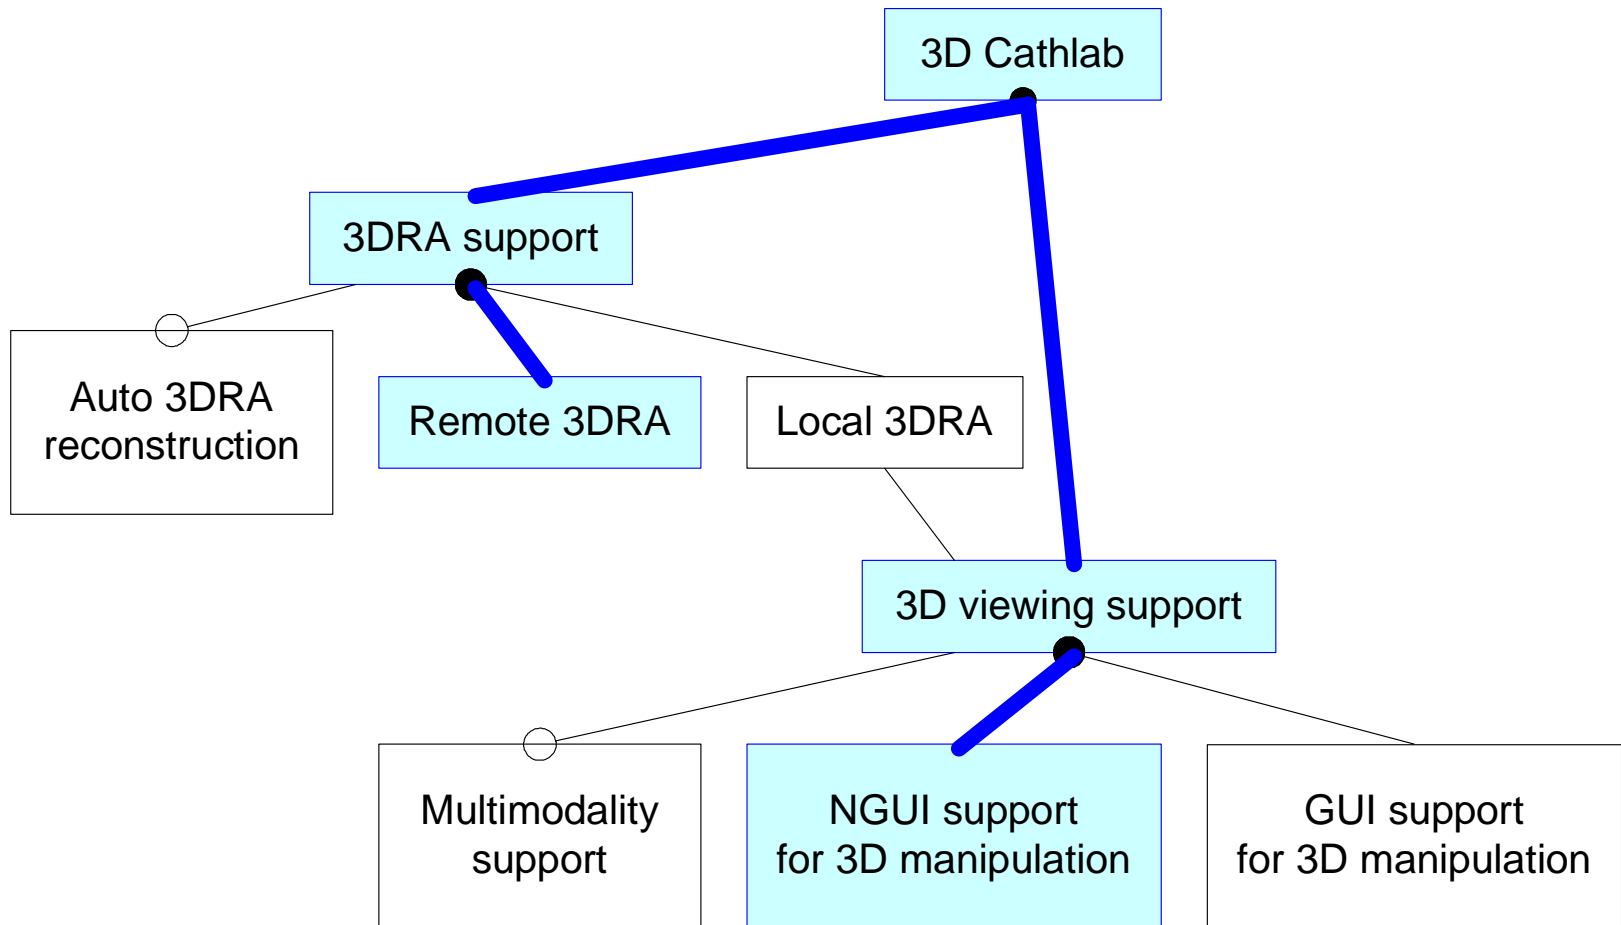 3D Cathlab
3DRA support
Auto 3DRA
reconstruction
Remote 3DRA
Local 3DRA
3D viewing support
Multimodality
support
NGUI support
for 3D manipulation
GUI support
for 3D manipulation